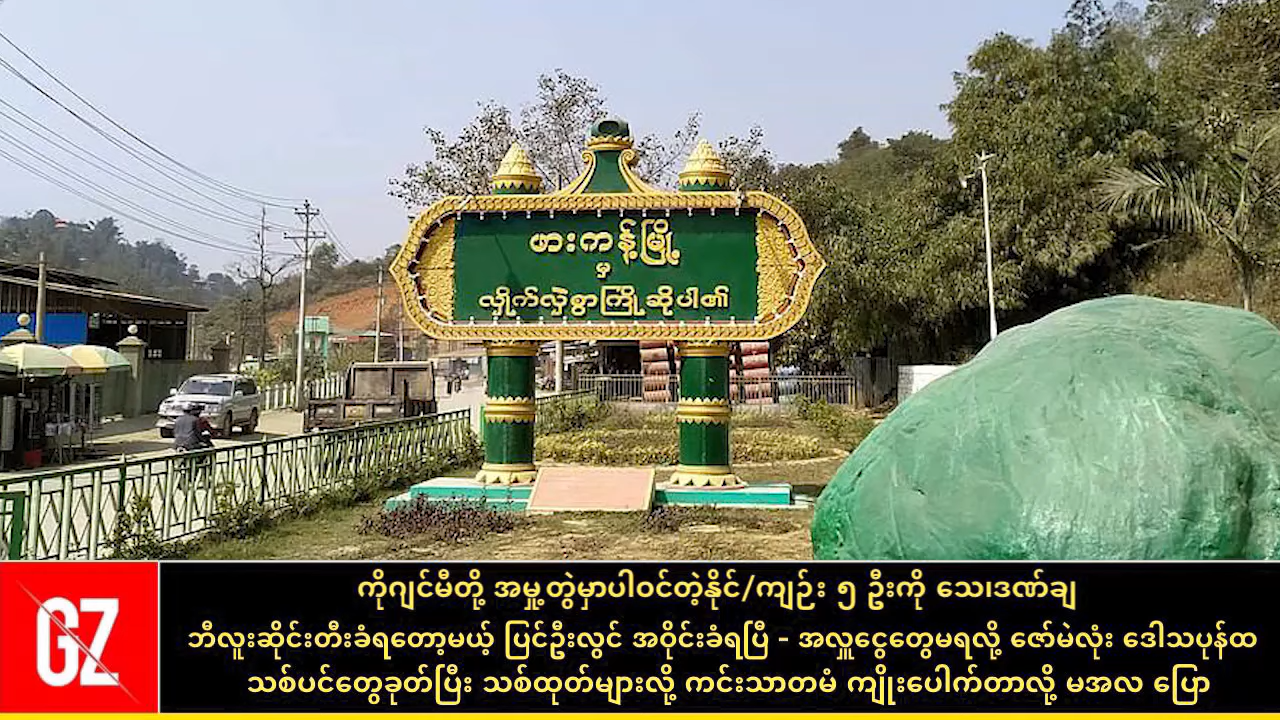 ဖားကန့်မြို့
မှ
လှိုက်လှဲစွာကြိုဆိုပါ၏
GZ
ကိုဂျင်မီတို့ အမှု့တွဲမှာပါဝင်တဲ့နိုင်/ကျဉ်း ၅ ဦးကို သေ၊ဒဏ်ချ
ဘီလူးဆိုင်းတီးခံရတော့မယ့် ပြင်ဦးလွင် အဝိုင်းခံရပြီ - အလှူငွေတွေမရလို့ ဇော်မဲလုံး ဒေါသပုန်ထ
သစ်ပင်တွေခုတ်ပြီး သစ်ထုတ်များလို့ ကင်းသာတမံ ကျိုးပေါက်တာလို့ မအလ ပြော